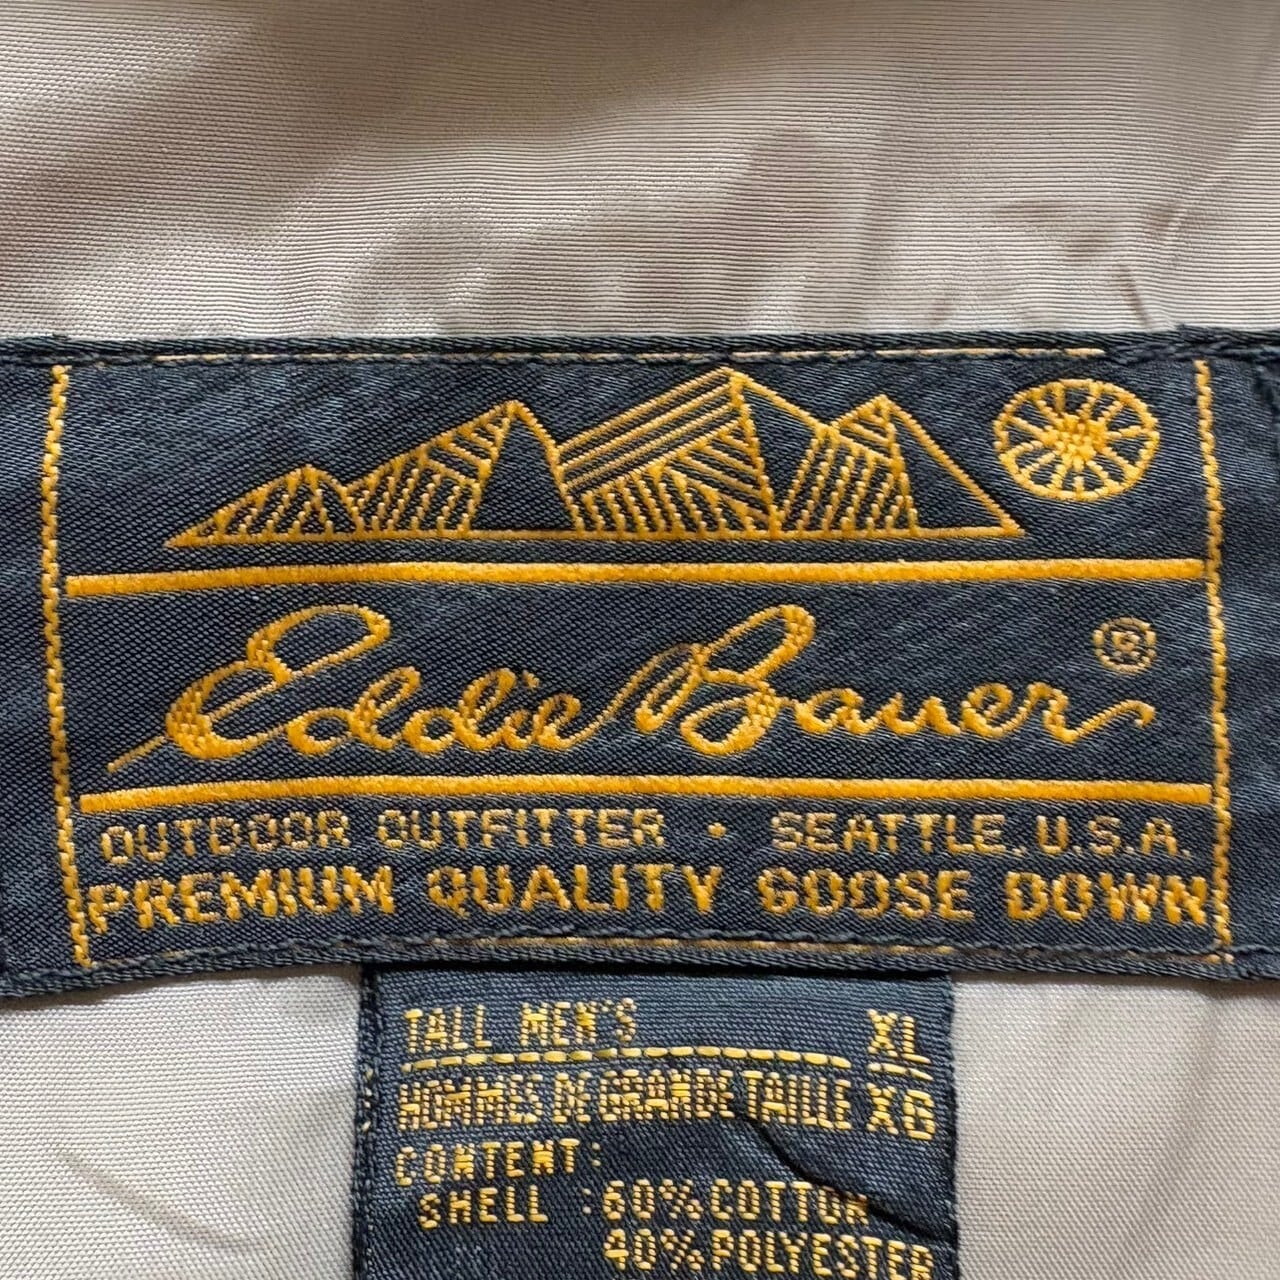 Eddie Bauer ®
OUTDOOR OUTFITTER • SEATTLE, U.S.A.
PREMIUM QUALITY GOOSE DOWN
TALL MEN'S XL
HOMMES DE GRANDE TAILLE XG
CONTENT:
SHELL :60% COTTON
40% POLYESTER